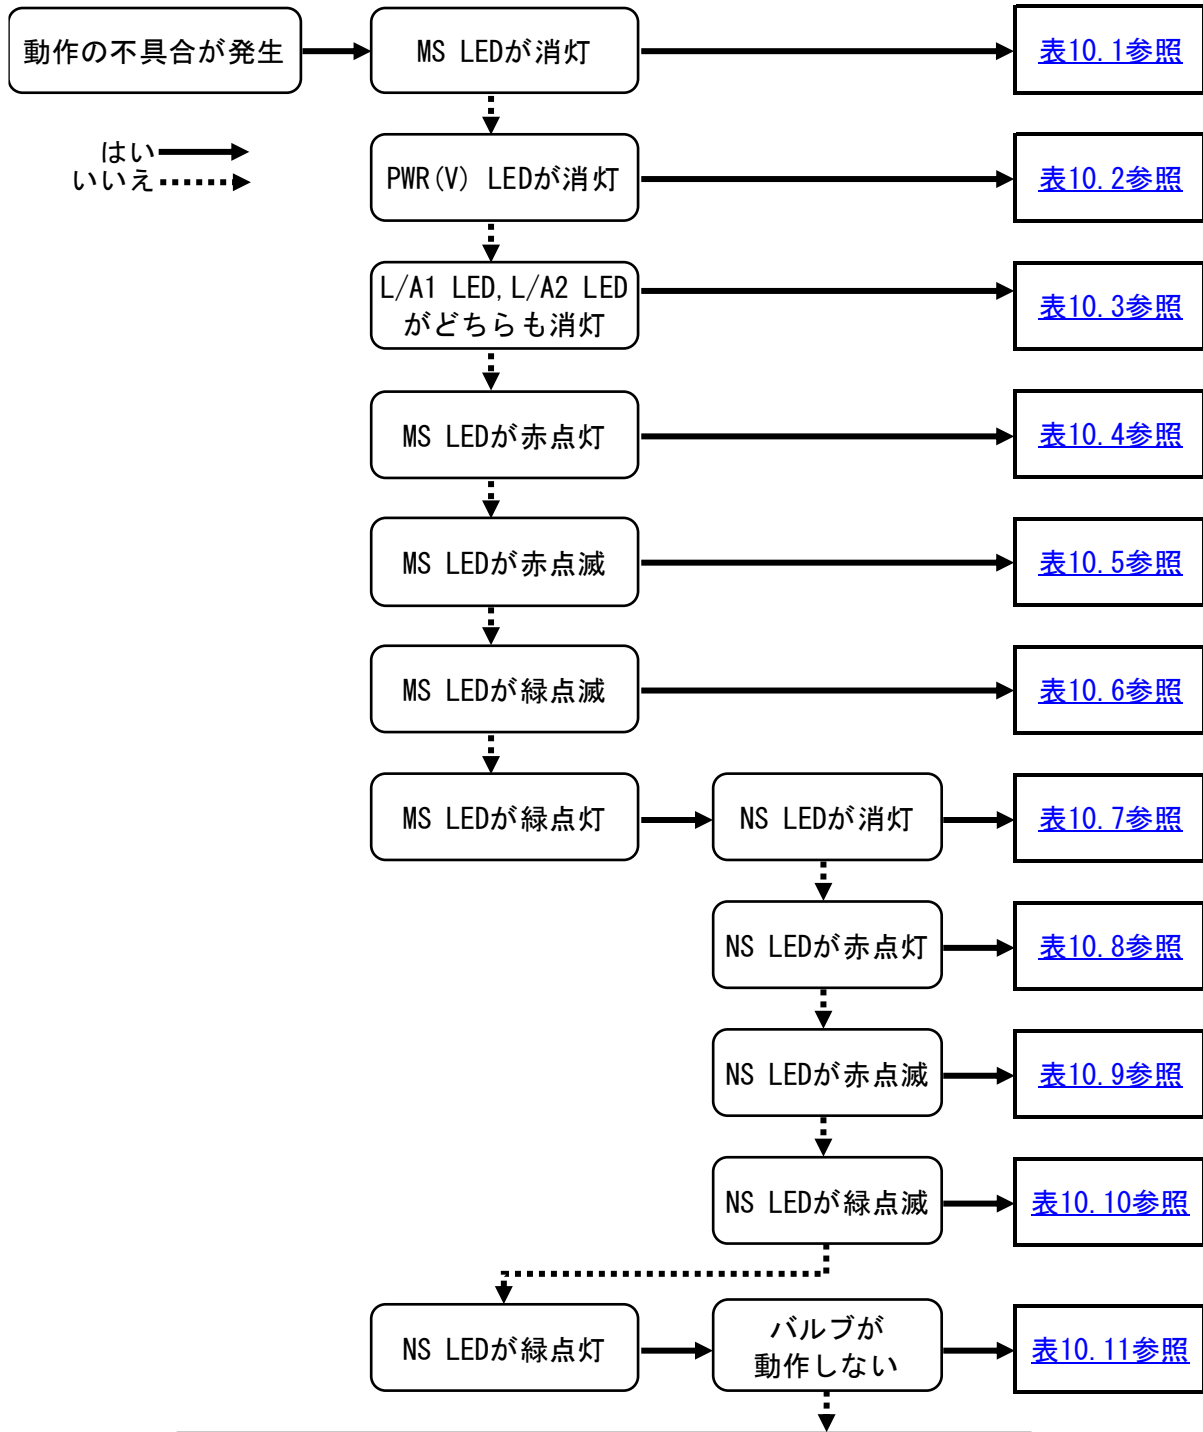 動作の不具合が発生
MS LEDが消灯
表10.1参照
はい
いいえ
PWR(V) LEDが消灯
表10.2参照
L/A1 LED,L/A2 LED
がどちらも消灯
表10.3参照
MS LEDが赤点灯
表10.4参照
MS LEDが赤点滅
表10.5参照
MS LEDが緑点滅
表10.6参照
MS LEDが緑点灯
NS LEDが消灯
表10.7参照
NS LEDが赤点灯
表10.8参照
NS LEDが赤点滅
表10.9参照
NS LEDが緑点滅
表10.10参照
NS LEDが緑点灯
バルブが
動作しない
表10.11参照